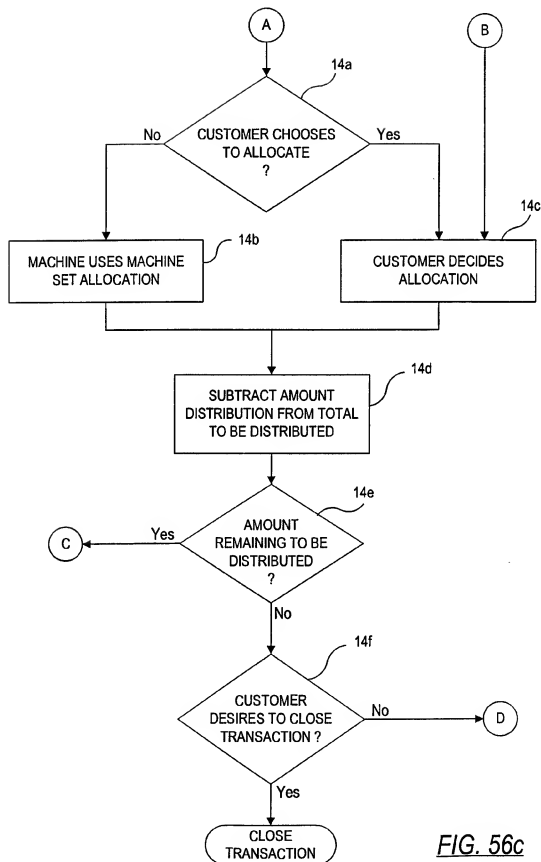 A
B
14a
No
CUSTOMER CHOOSES
TO ALLOCATE
?
Yes
14b
14c
MACHINE USES MACHINE
SET ALLOCATION
CUSTOMER DECIDES
ALLOCATION
14d
SUBTRACT AMOUNT
DISTRIBUTION FROM TOTAL
TO BE DISTRIBUTED
14e
C
Yes
AMOUNT
REMAINING TO BE
DISTRIBUTED
?
No
14f
CUSTOMER
DESIRES TO CLOSE
TRANSACTION ?
No
D
Yes
CLOSE
TRANSACTION
FIG. 56c